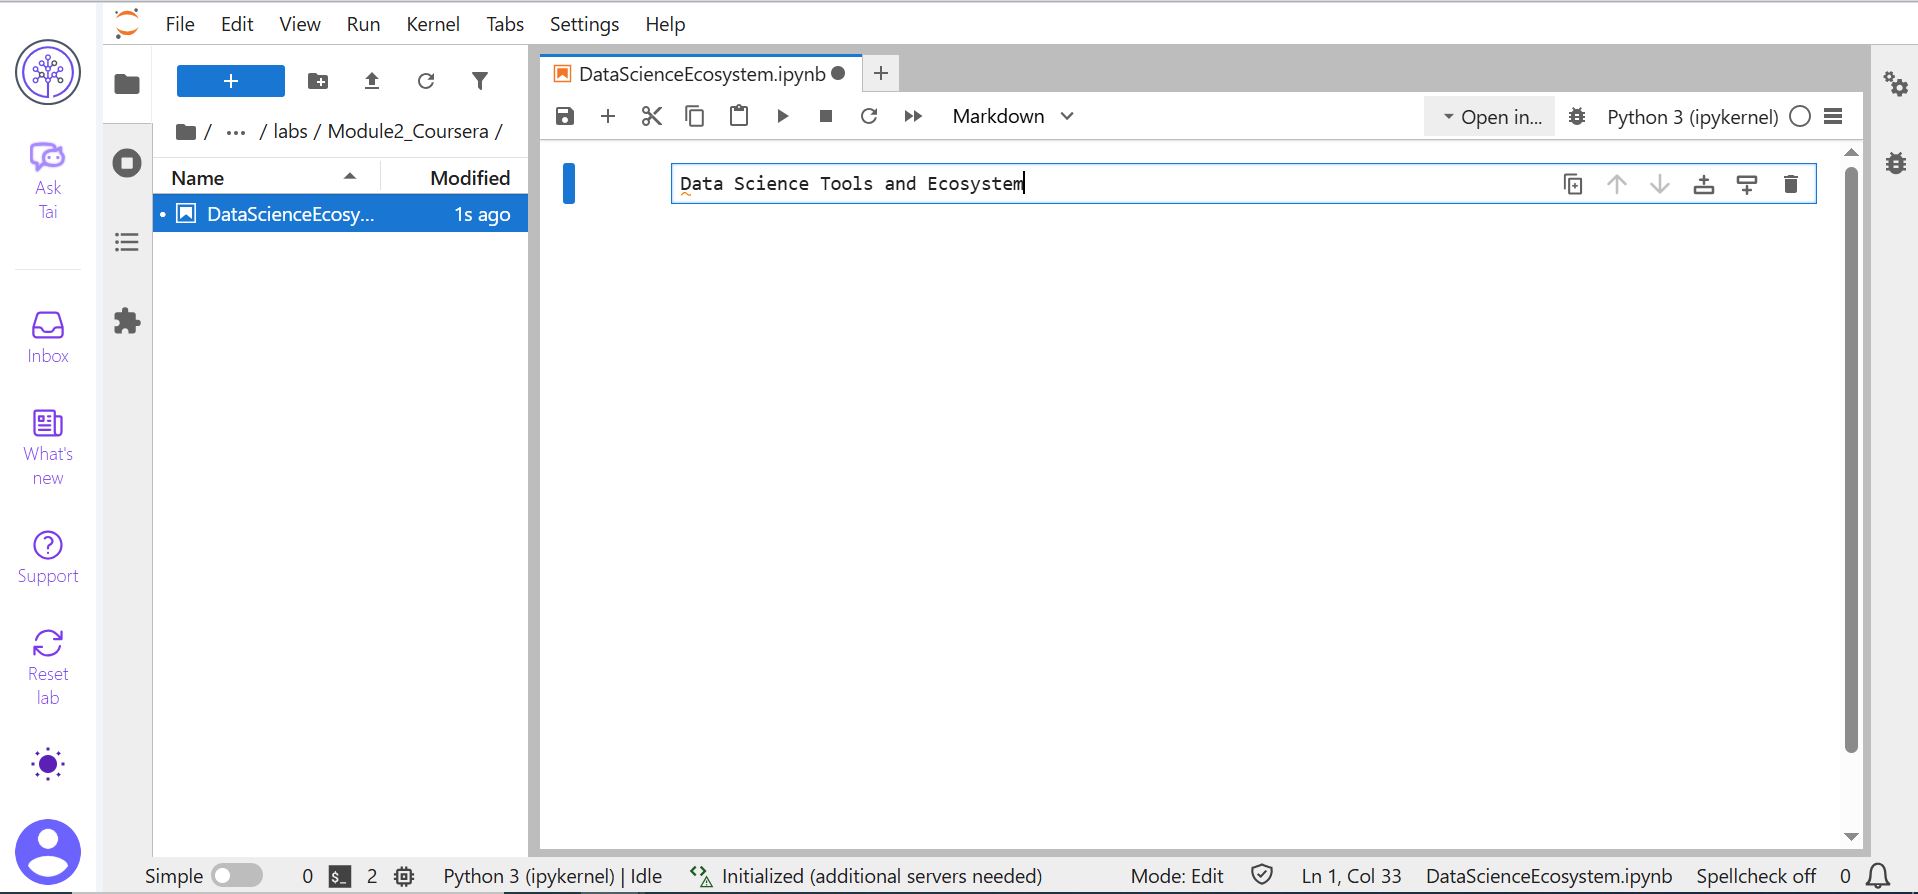 File Edit View Run Kernel Tabs Settings Help
Ask
Tai
Inbox
What's
new
Support
Reset
lab
+
/ ... / labs / Module2_Coursera /
Name Modified
• DataScienceEcosy... 1s ago
DataScienceEcosystem.ipynb
Markdown
Open in...
Python 3 (ipykernel)
Data Science Tools and Ecosystem
Simple 0 $_ 2 Python 3 (ipykernel) | Idle Initialized (additional servers needed) Mode: Edit Ln 1, Col 33 DataScienceEcosystem.ipynb Spellcheck off 0